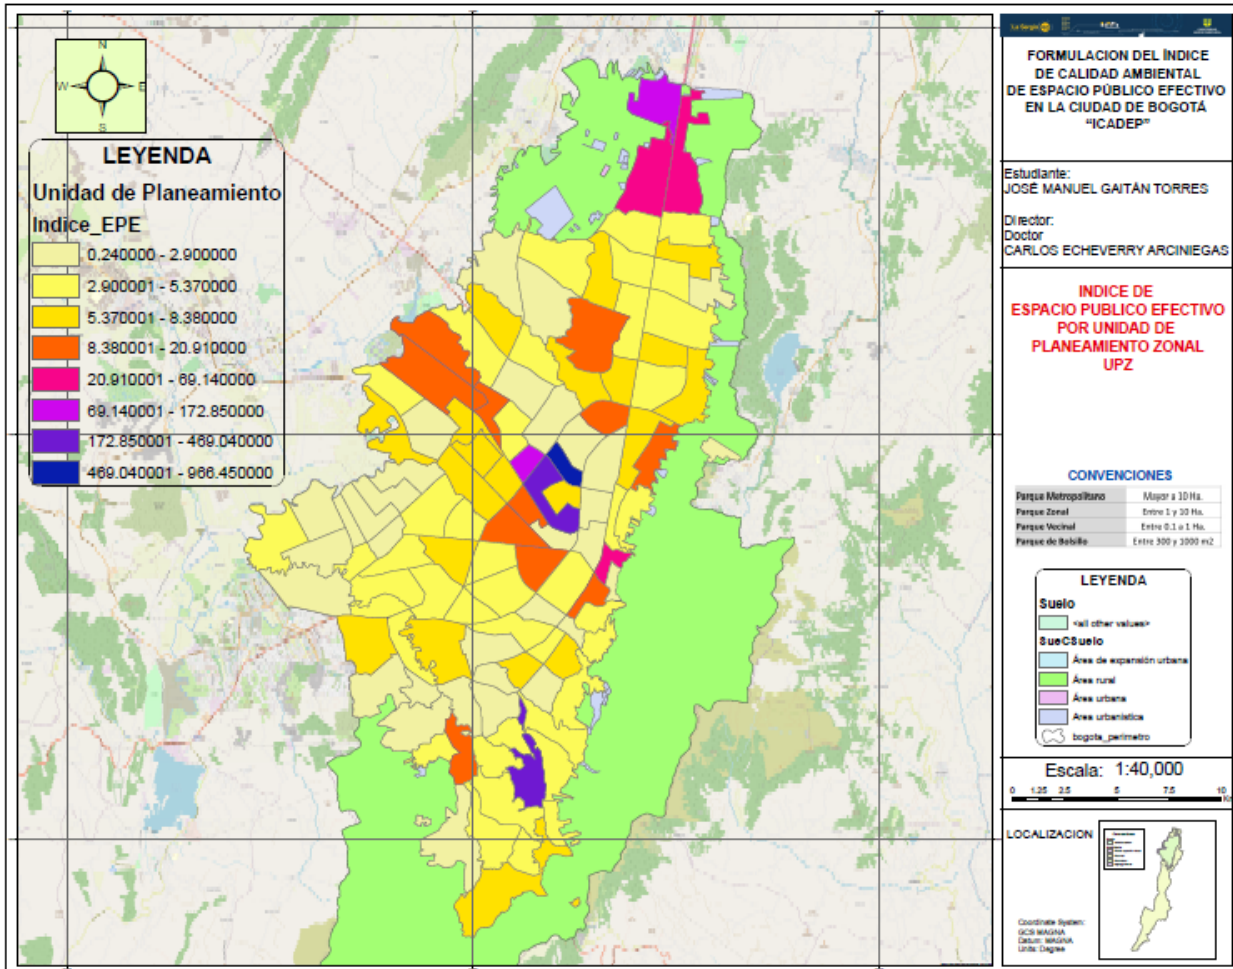 N
W
E
S
LEYENDA
Unidad de Planeamiento
Indice_EPE
0.240000 - 2.900000
2.900001 - 5.370000
5.370001 - 8.380000
8.380001 - 20.910000
20.910001 - 69.140000
69.140001 - 172.850000
172.850001 - 469.040000
469.040001 - 966.450000
FORMULACION DEL ÍNDICE
DE CALIDAD AMBIENTAL
DE ESPACIO PÚBLICO EFECTIVO
EN LA CIUDAD DE BOGOTÁ
“ICADEP”
Estudiante:
JOSÉ MANUEL GAITÁN TORRES
Director:
Doctor
CARLOS ECHEVERRY ARCINIEGAS
INDICE DE
ESPACIO PUBLICO EFECTIVO
POR UNIDAD DE
PLANEAMIENTO ZONAL
UPZ
CONVENCIONES
Parque Metropolitano Mayor a 10 Ha.
Parque Zonal Entre 1 y 10 Ha.
Parque Vecinal Entre 0.1 a 1 Ha.
Parque de Bolsillo Entre 300 y 1000 m2
LEYENDA
Suelo
<all other values>
SueCSuelo
Área de expansión urbana
Área rural
Área urbana
Area urbanistica
bogota_perimetro
Escala: 1:40,000
0 1.25 2.5 5 7.5 10
Km
LOCALIZACION
Coordinate System:
GCS MAGNA
Datum: MAGNA
Units: Degree